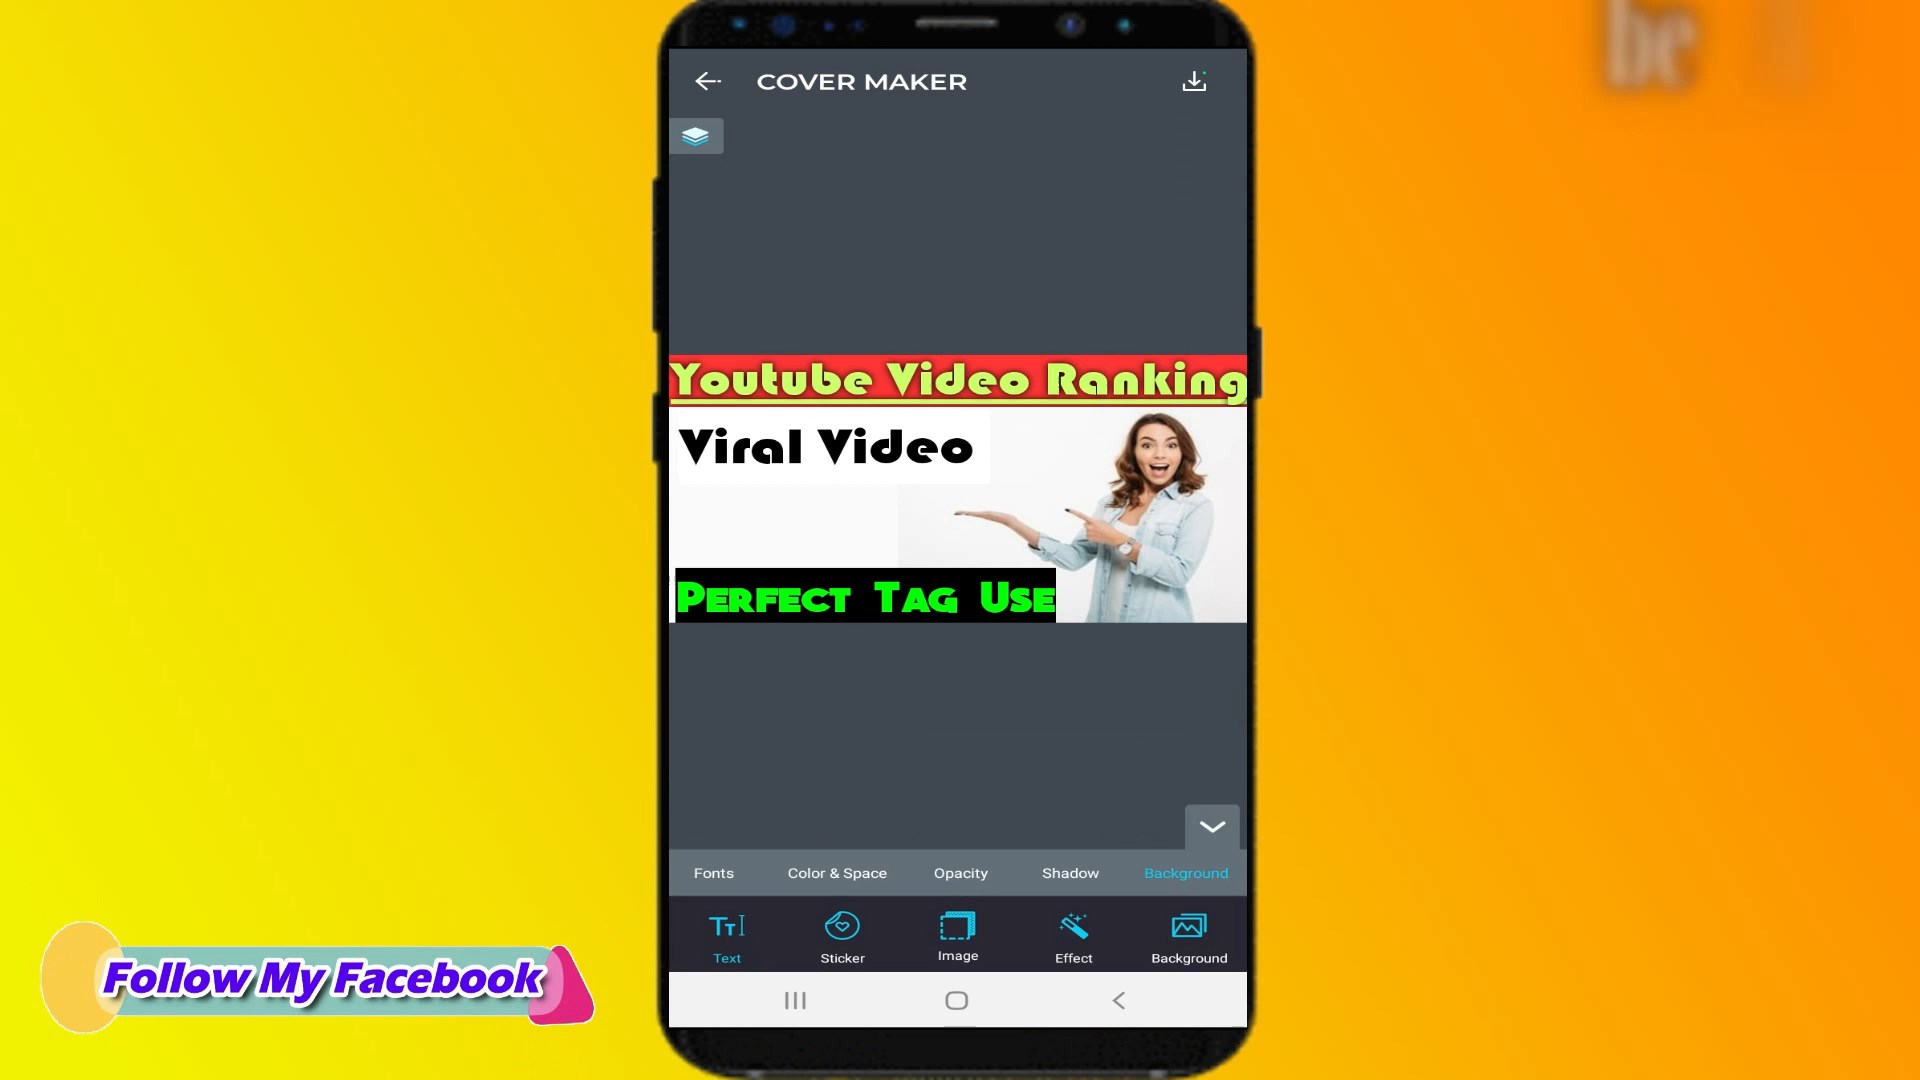 be
COVER MAKER
Youtube Video Ranking
Viral Video
PERFECT TAG USE
Fonts Color & Space Opacity Shadow Background
Text Sticker Image Effect Background
Follow My Facebook